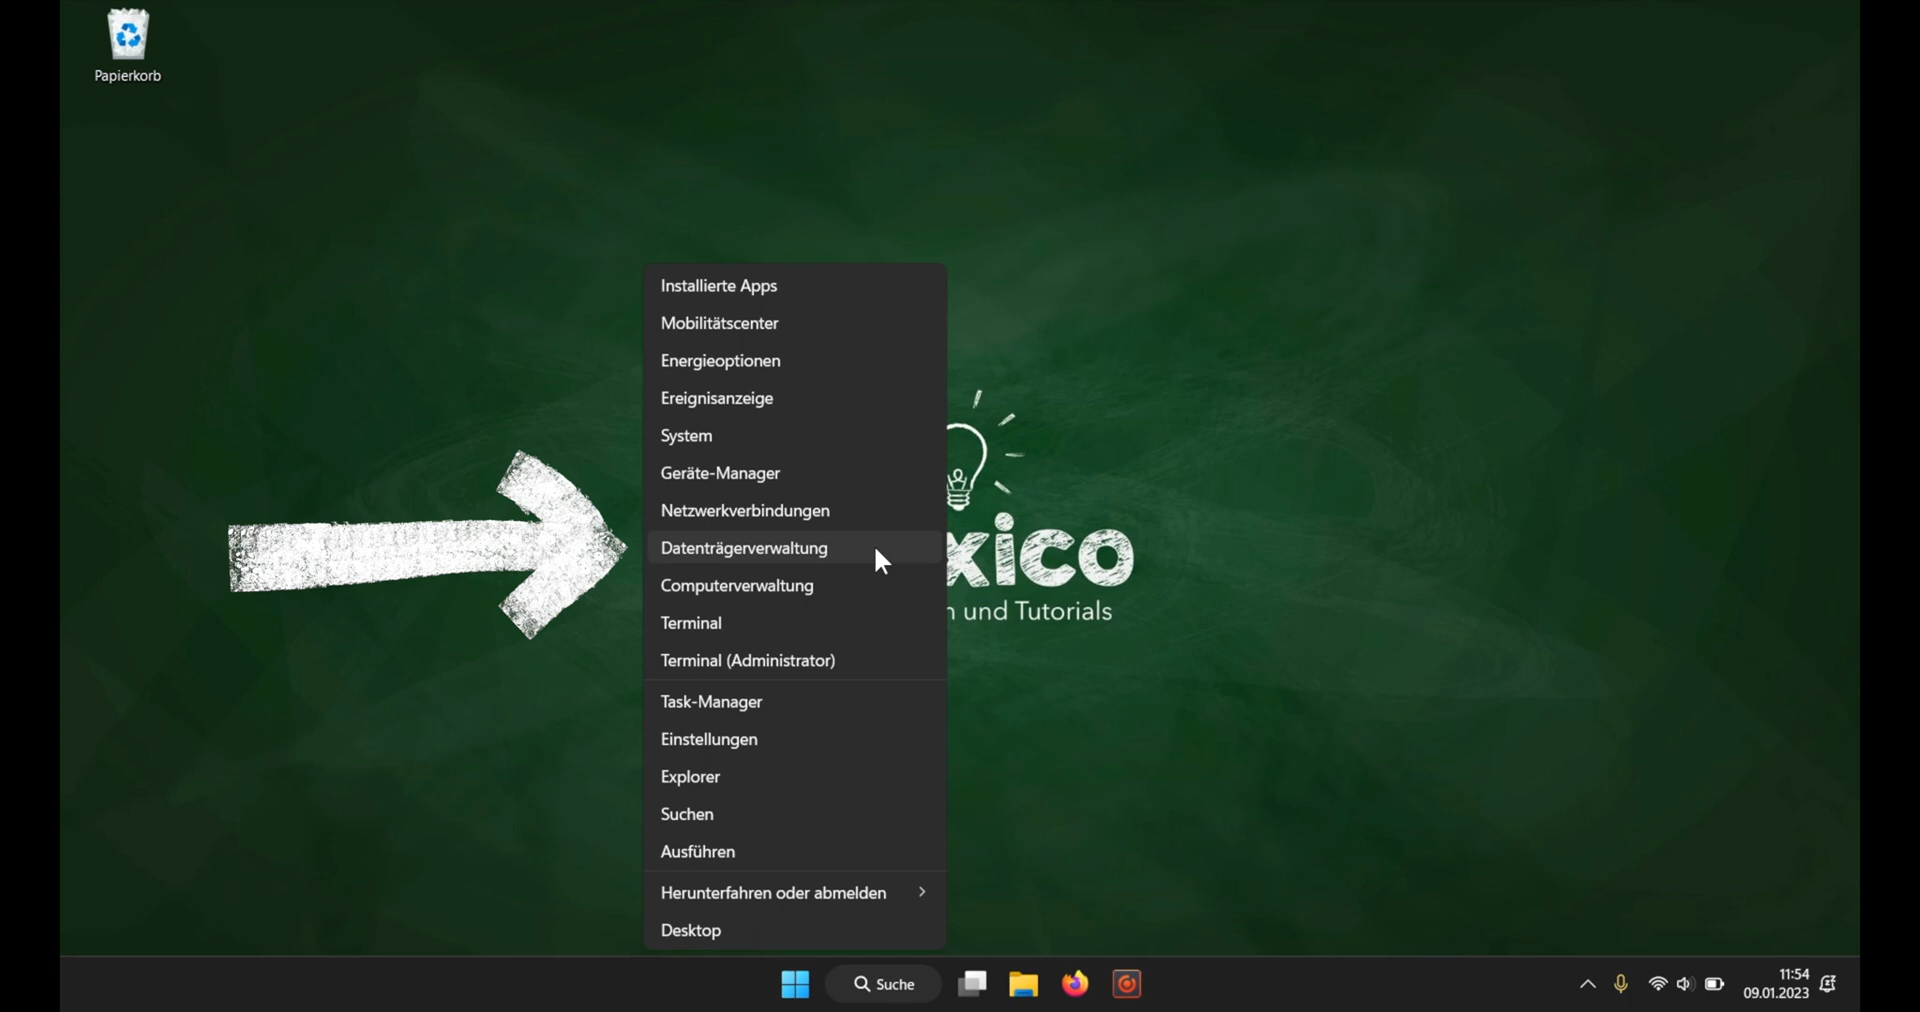 Papierkorb
Installierte Apps
Mobilitätscenter
Energieoptionen
Ereignisanzeige
System
Geräte-Manager
Netzwerkverbindungen
Datenträgerverwaltung
Computerverwaltung
Terminal
Terminal (Administrator)
Task-Manager
Einstellungen
Explorer
Suchen
Ausführen
Herunterfahren oder abmelden
Desktop
xico
n und Tutorials
Suche
11:54
09.01.2023